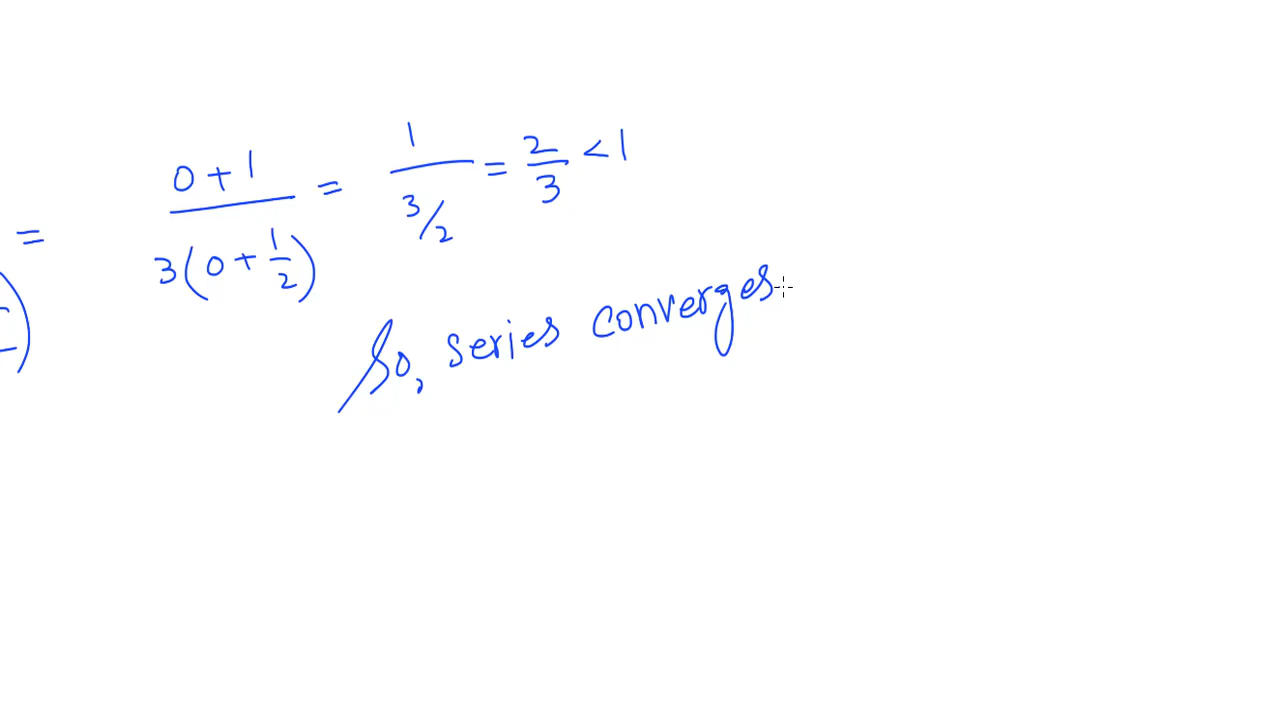 = 0 + 1 / 3(0 + 1/2) = 1 / 3/2 = 2/3 < 1
So, series converges